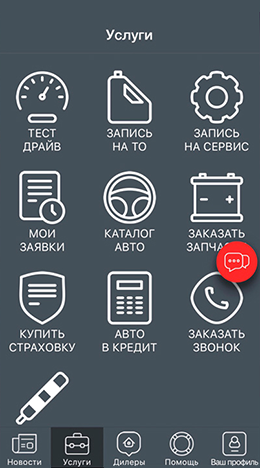 Услуги
ТЕСТ
ДРАЙВ
ЗАПИСЬ
НА ТО
ЗАПИСЬ
НА СЕРВИС
МОИ
ЗАЯВКИ
КАТАЛОГ
АВТО
ЗАКАЗАТЬ
ЗАПЧА
КУПИТЬ
СТРАХОВКУ
АВТО
В КРЕДИТ
ЗАКАЗАТЬ
ЗВОНОК
Новости
Услуги
Дилеры
Помощь
Ваш профиль